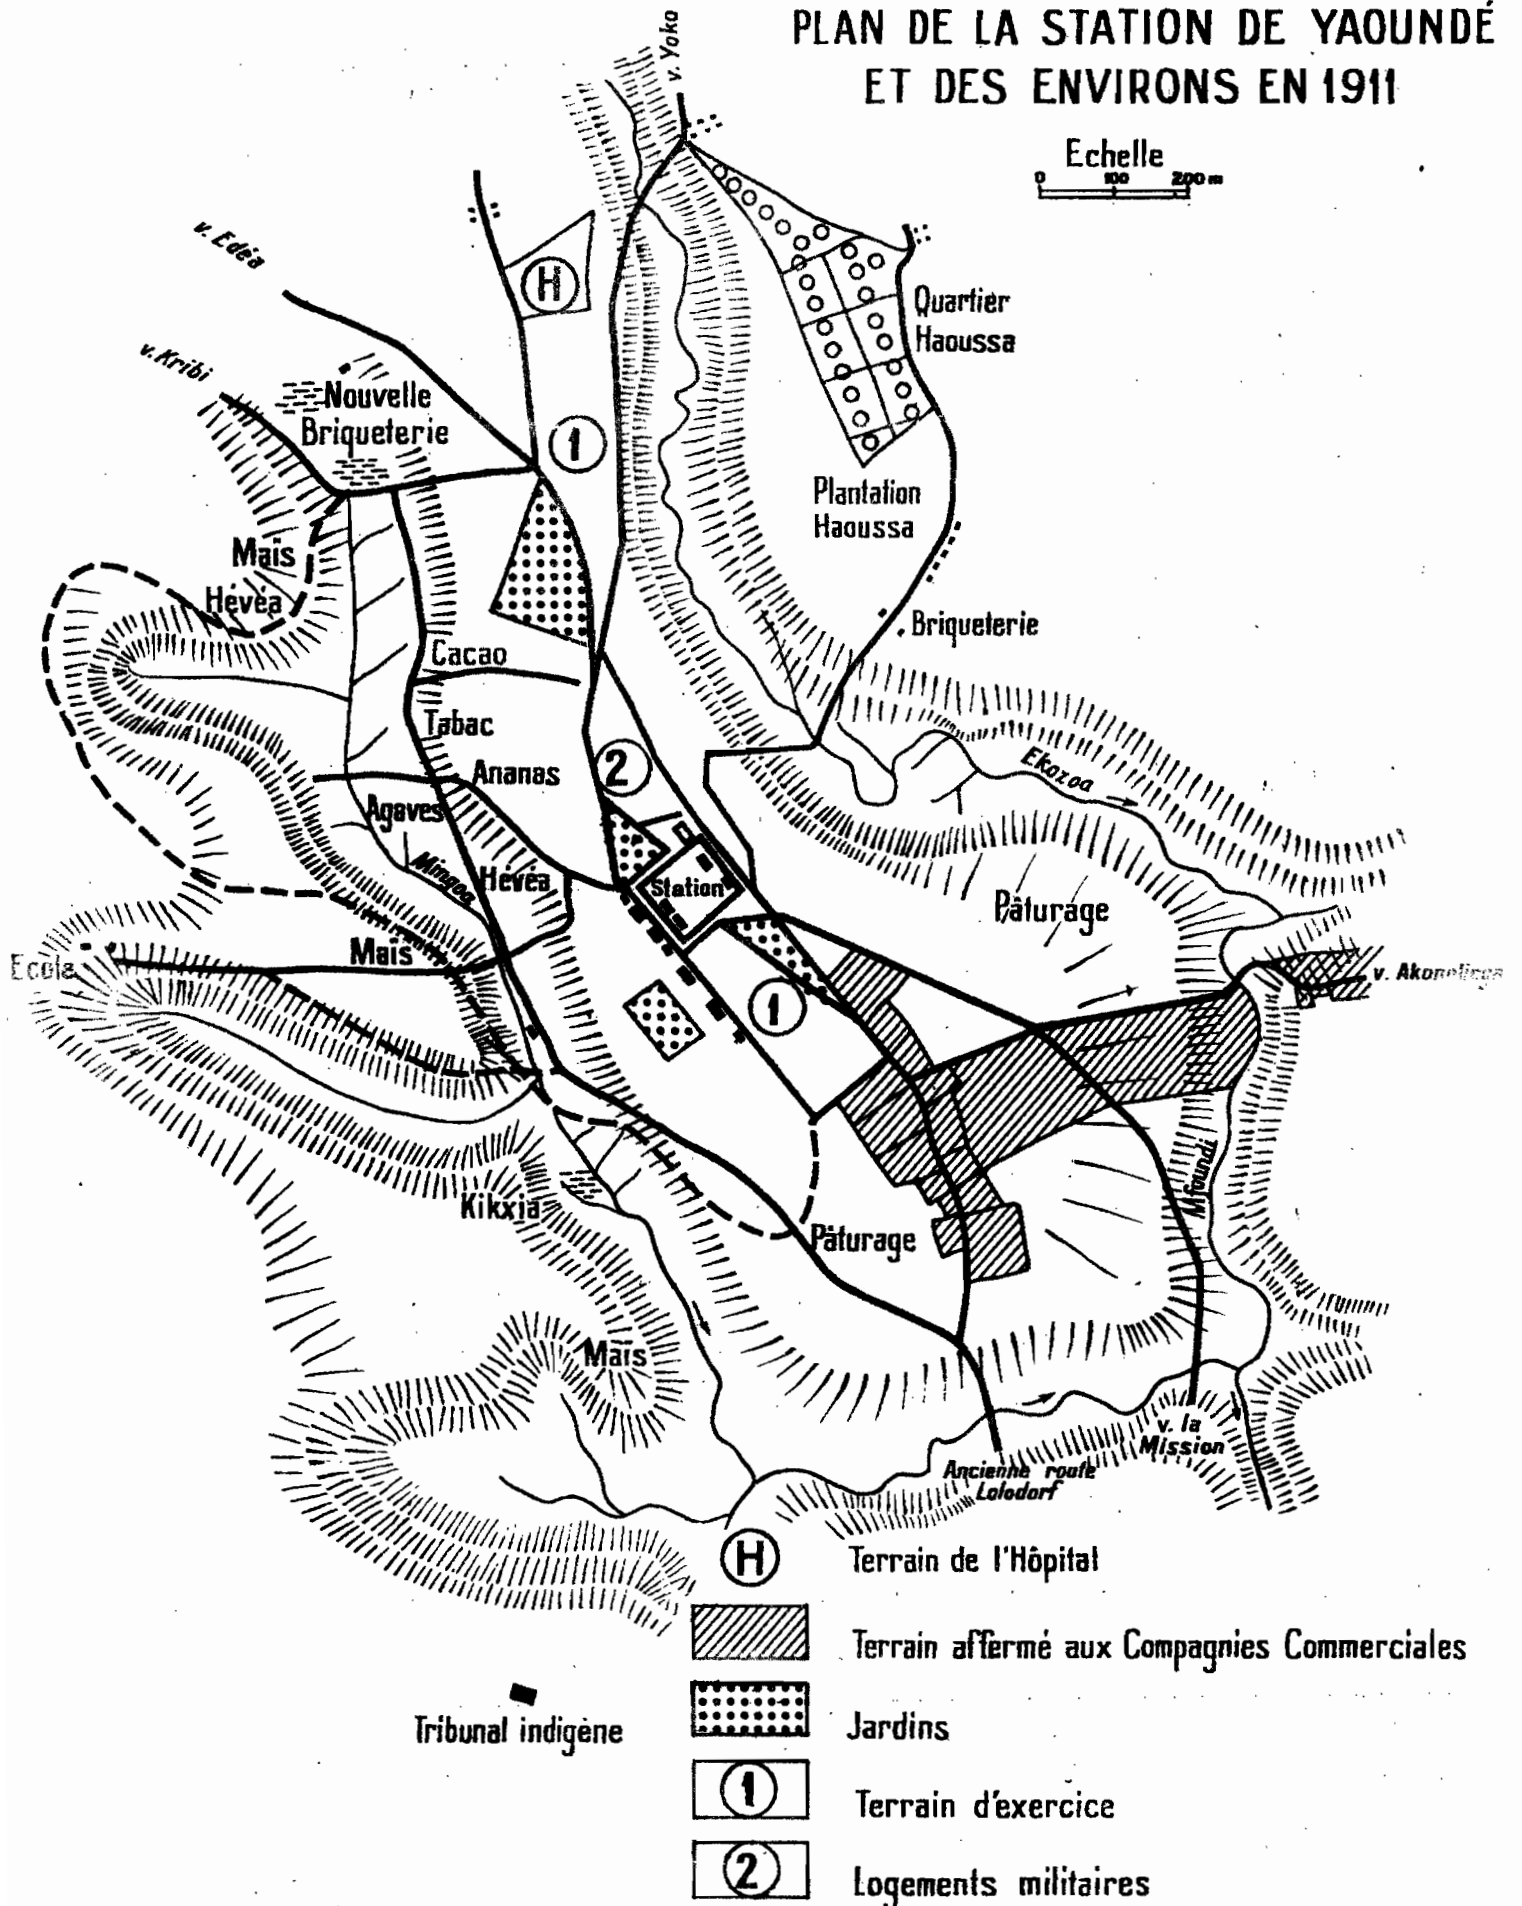 PLAN DE LA STATION DE YAOUNDÉ
ET DES ENVIRONS EN 1911
Echelle
0 100 200 m
v. Yoko
v. Edéa
v. Kribi
H
Quartier
Haoussa
Nouvelle
Briqueterie
1
Plantation
Haoussa
Maïs
Hévéa
Briqueterie
Cacao
Tabac
Ananas
2
Ekozoa
Agaves
Mingoa
Hévéa
Station
Pâturage
Maïs
Ecole
v. Akonolinga
1
Mfoundi
Kikxia
Pâturage
Maïs
v. la
Mission
Ancienne route
Lolodorf
H Terrain de l'Hôpital
Terrain affermé aux Compagnies Commerciales
Tribunal indigène
Jardins
1 Terrain d'exercice
2 Logements militaires